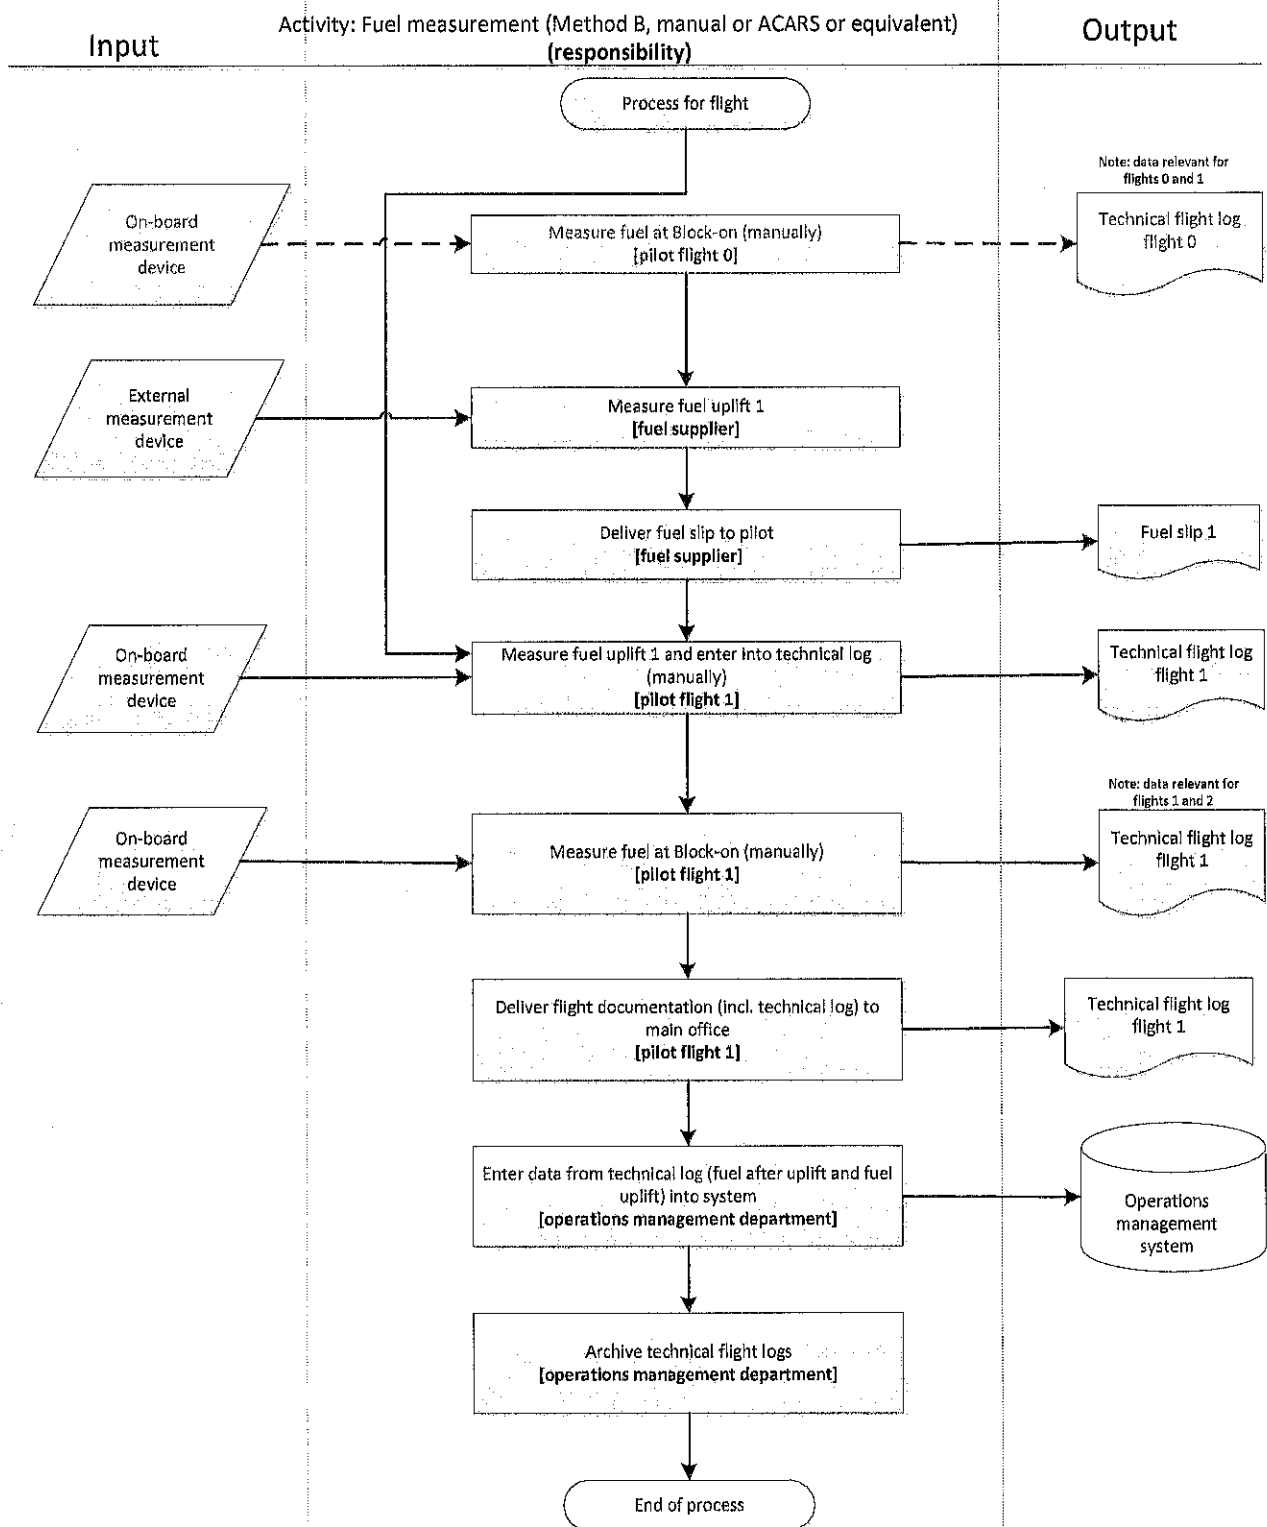 Input
Activity: Fuel measurement (Method B, manual or ACARS or equivalent)
(responsibility)
Output
Process for flight
On-board
measurement
device
Measure fuel at Block-on (manually)
[pilot flight 0]
Note: data relevant for
flights 0 and 1
Technical flight log
flight 0
External
measurement
device
Measure fuel uplift 1
[fuel supplier]
Deliver fuel slip to pilot
[fuel supplier]
Fuel slip 1
On-board
measurement
device
Measure fuel uplift 1 and enter into technical log
(manually)
[pilot flight 1]
Technical flight log
flight 1
On-board
measurement
device
Measure fuel at Block-on (manually)
[pilot flight 1]
Note: data relevant for
flights 1 and 2
Technical flight log
flight 1
Deliver flight documentation (incl. technical log) to
main office
[pilot flight 1]
Technical flight log
flight 1
Enter data from technical log (fuel after uplift and fuel
uplift) into system
[operations management department]
Operations
management
system
Archive technical flight logs
[operations management department]
End of process